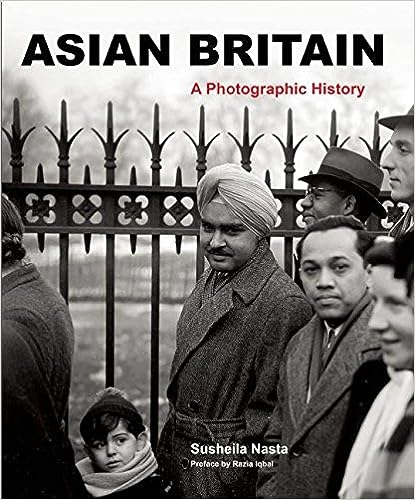 ASIAN BRITAIN
A Photographic History
Susheila Nasta
Preface by Razia Iqbal